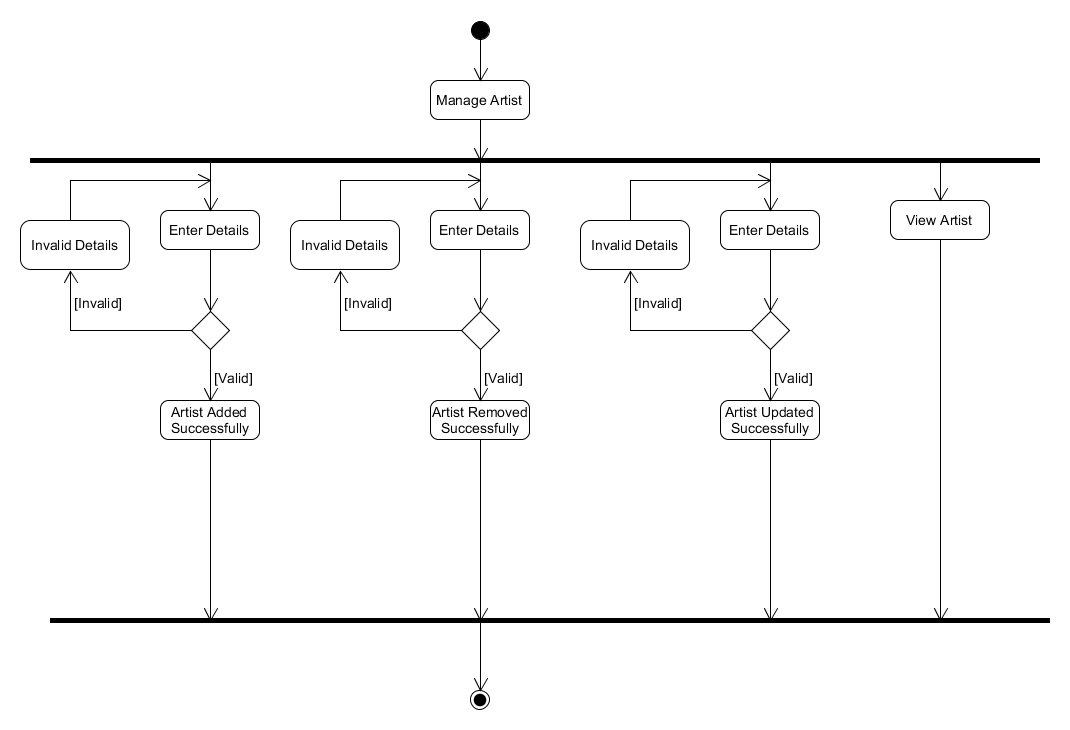 Manage Artist
Enter Details
Enter Details
Enter Details
View Artist
Invalid Details
Invalid Details
Invalid Details
[Invalid]
[Invalid]
[Invalid]
[Valid]
[Valid]
[Valid]
Artist Added
Successfully
Artist Removed
Successfully
Artist Updated
Successfully